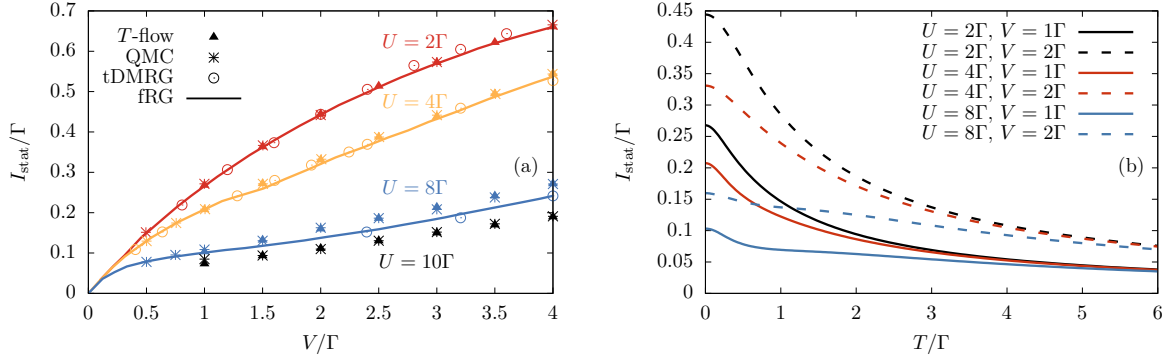 0.7
0.6
0.5
0.4
0.3
0.2
0.1
0
I_stat/Γ
T-flow
QMC
tDMRG
fRG
U = 2Γ
U = 4Γ
(a)
U = 8Γ
U = 10Γ
0 0.5 1 1.5 2 2.5 3 3.5 4
V/Γ
0.45
0.4
0.35
0.3
0.25
0.2
0.15
0.1
0.05
0
I_stat/Γ
U = 2Γ, V = 1Γ
U = 2Γ, V = 2Γ
U = 4Γ, V = 1Γ
U = 4Γ, V = 2Γ
U = 8Γ, V = 1Γ
U = 8Γ, V = 2Γ
(b)
0 1 2 3 4 5 6
T/Γ